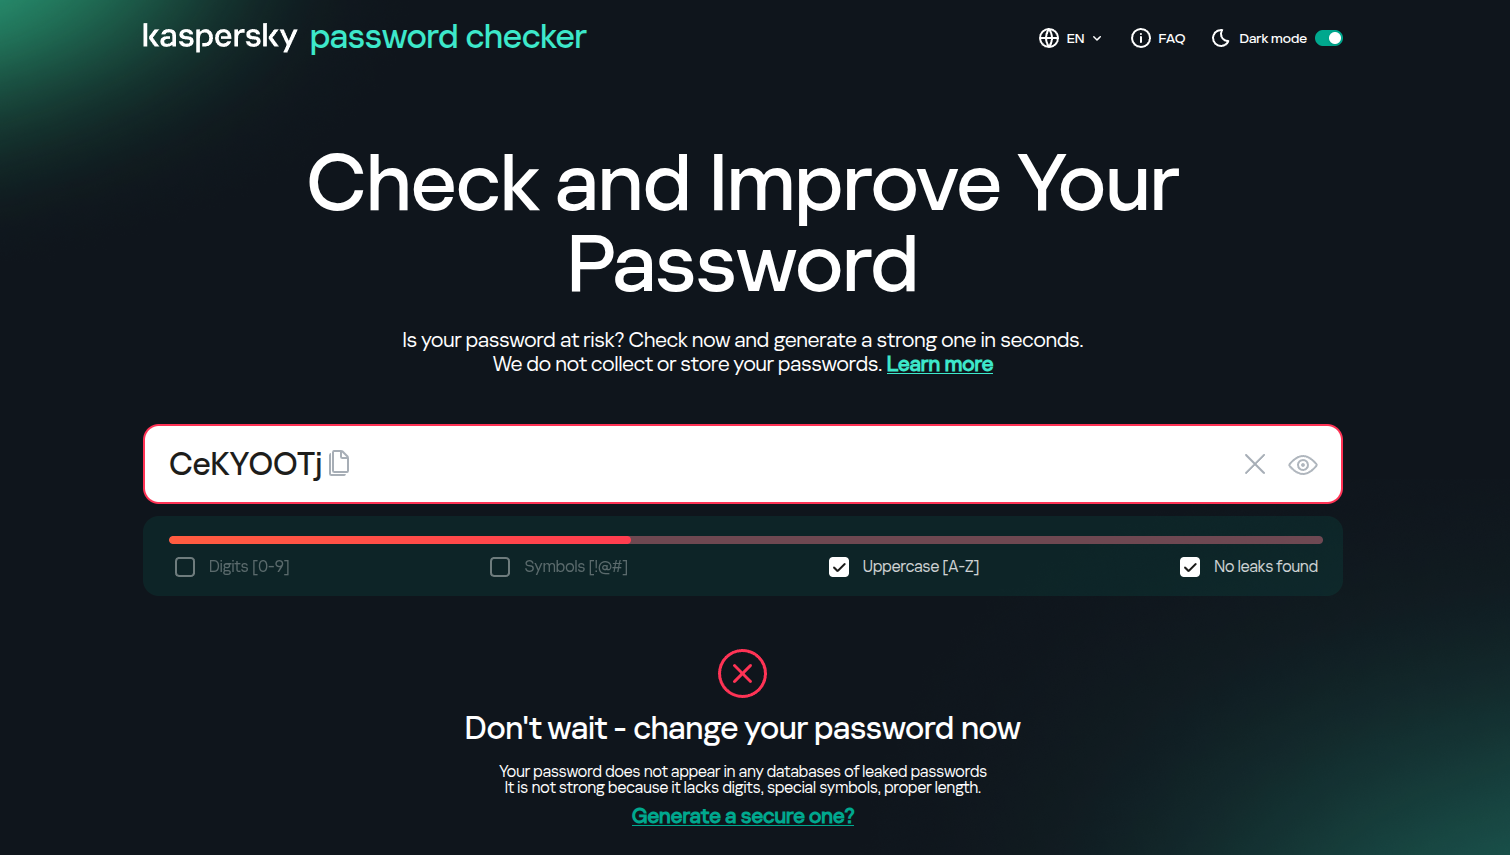 kaspersky password checker
EN
FAQ
Dark mode
Check and Improve Your
Password
Is your password at risk? Check now and generate a strong one in seconds.
We do not collect or store your passwords. Learn more
CeKYOOTj
Digits [0-9]
Symbols [!@#]
Uppercase [A-Z]
No leaks found
Don't wait - change your password now
Your password does not appear in any databases of leaked passwords
It is not strong because it lacks digits, special symbols, proper length.
Generate a secure one?